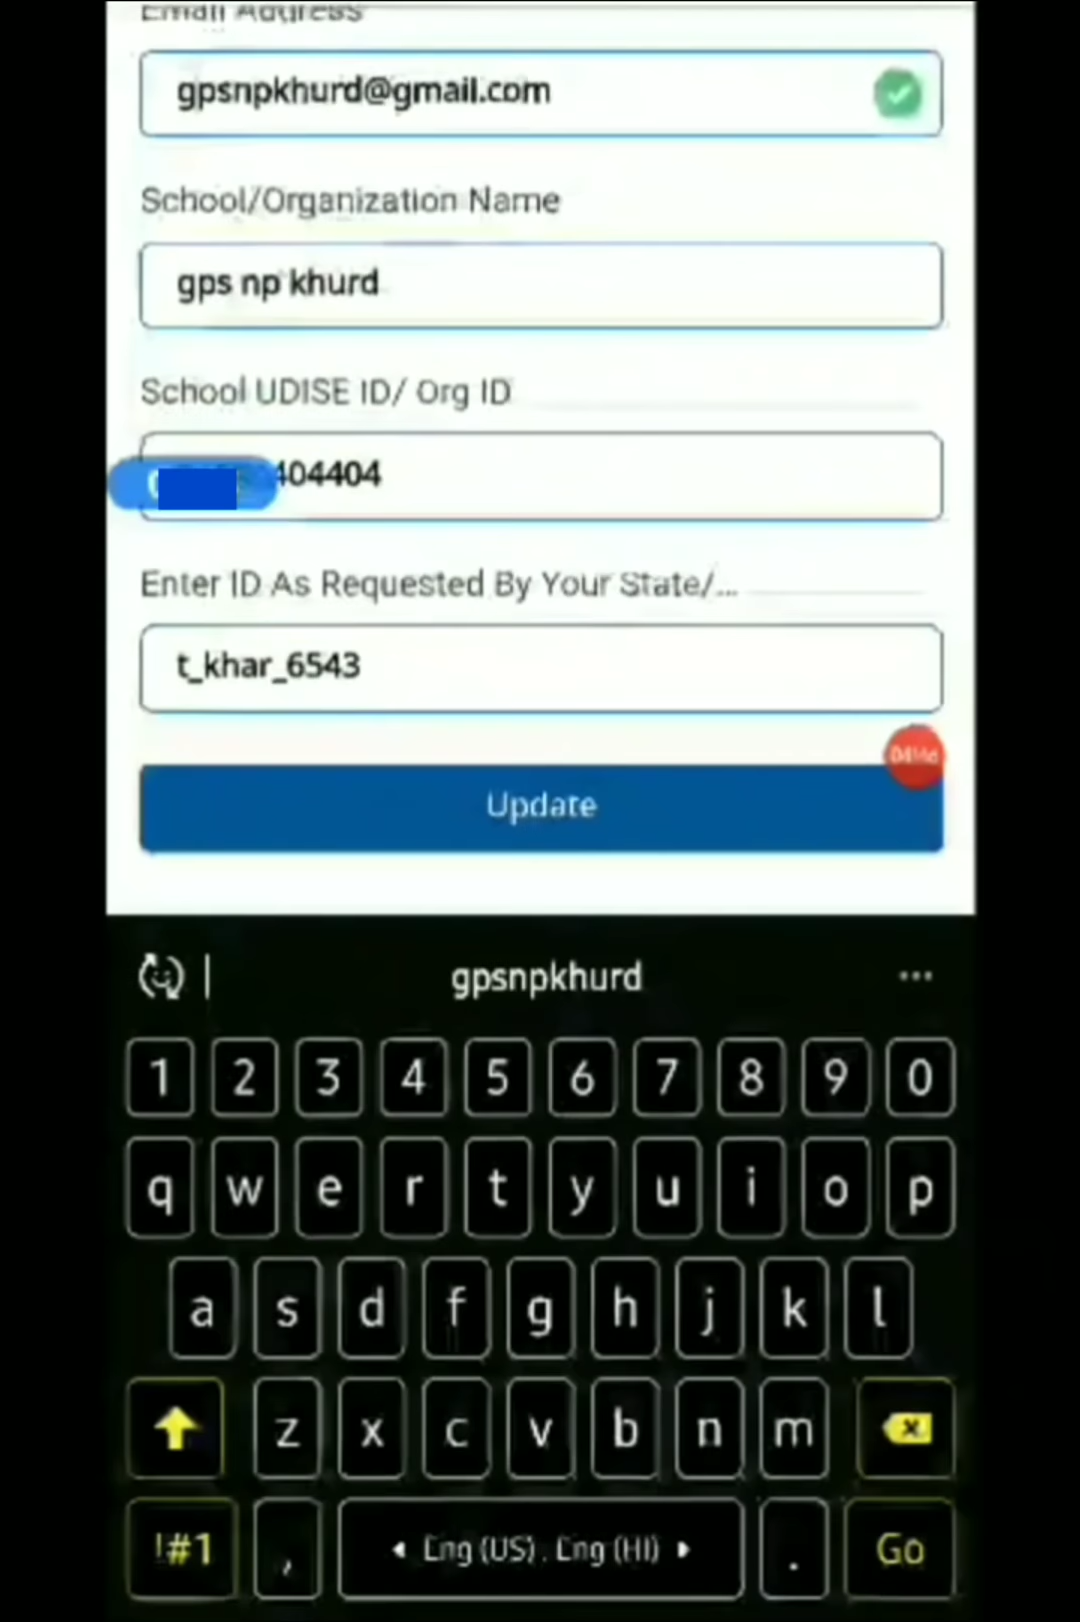 Email Address
gpsnpkhurd@gmail.com
School/Organization Name
gps np khurd
School UDISE ID/ Org ID
404404
Enter ID As Requested By Your State/...
t_khar_6543
Update
gpsnpkhurd
1 2 3 4 5 6 7 8 9 0
q w e r t y u i o p
a s d f g h j k l
z x c v b n m
!#1 , Eng (US) . Eng (HI) . Go